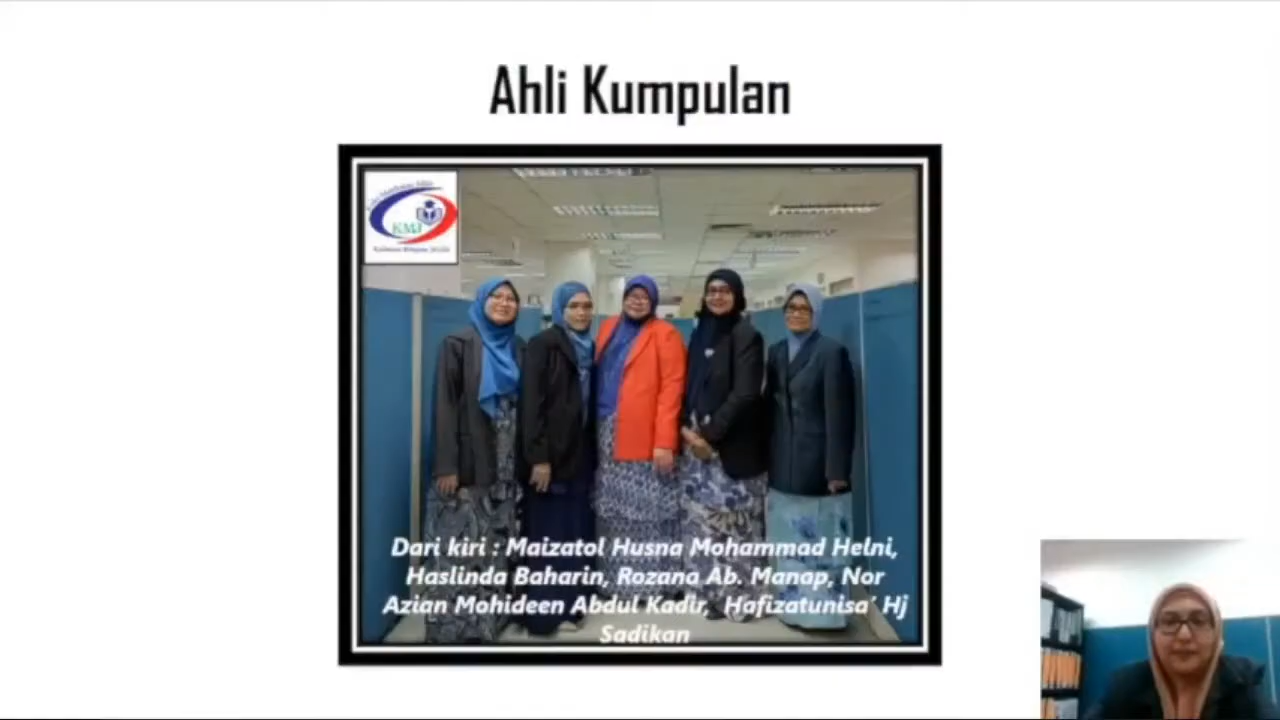 Ahli Kumpulan
KMJ
Dari kiri : Maizatol Husna Mohammad Helni,
Haslinda Baharin, Rozana Ab. Manap, Nor
Azian Mohideen Abdul Kadir, Hafizatunisa' Hj
Sadikan